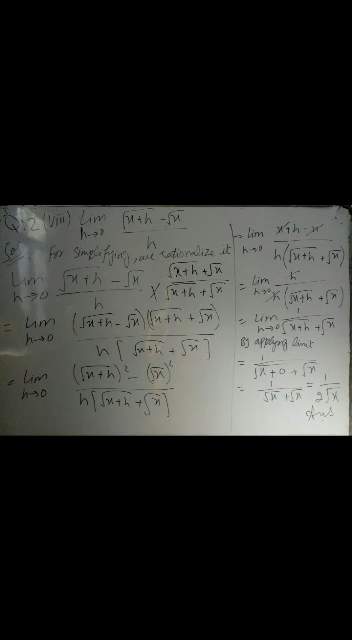 Q:2 (viii) Lim h→0 (√x+h - √x) / h
Sol: For simplifying, we rationalize it
Lim h→0 (√x+h - √x) / h × (√x+h + √x) / (√x+h + √x)
= Lim h→0 (√x+h - √x)(√x+h + √x) / h[√x+h + √x]
= Lim h→0 (√x+h)² - (√x)² / h[√x+h + √x]
= lim h→0 x+h-x / h(√x+h + √x)
= Lim h→0 h / h(√x+h + √x)
= Lim h→0 1 / √x+h + √x
By applying limit
= 1 / √x+0 + √x
= 1 / √x+√x = 1 / 2√x
Ans